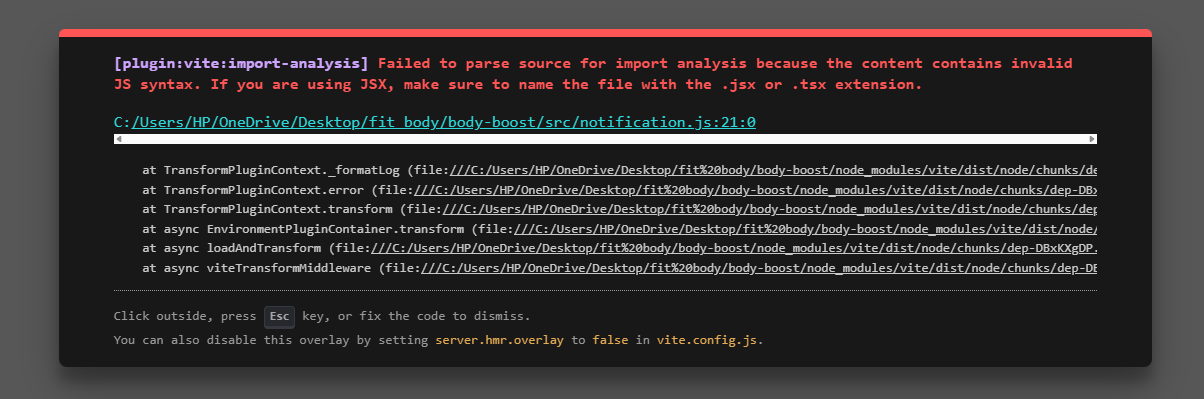 [plugin:vite:import-analysis] Failed to parse source for import analysis because the content contains invalid
JS syntax. If you are using JSX, make sure to name the file with the .jsx or .tsx extension.
C:/Users/HP/OneDrive/Desktop/fit body/body-boost/src/notification.js:21:0
at TransformPluginContext._formatLog (file:///C:/Users/HP/OneDrive/Desktop/fit%20body/body-boost/node_modules/vite/dist/node/chunks/de
at TransformPluginContext.error (file:///C:/Users/HP/OneDrive/Desktop/fit%20body/body-boost/node_modules/vite/dist/node/chunks/dep-DBx
at TransformPluginContext.transform (file:///C:/Users/HP/OneDrive/Desktop/fit%20body/body-boost/node_modules/vite/dist/node/chunks/dep
at async EnvironmentPluginContainer.transform (file:///C:/Users/HP/OneDrive/Desktop/fit%20body/body-boost/node_modules/vite/dist/node/
at async loadAndTransform (file:///C:/Users/HP/OneDrive/Desktop/fit%20body/body-boost/node_modules/vite/dist/node/chunks/dep-DBxKXgDP.
at async viteTransformMiddleware (file:///C:/Users/HP/OneDrive/Desktop/fit%20body/body-boost/node_modules/vite/dist/node/chunks/dep-DB
Click outside, press Esc key, or fix the code to dismiss.
You can also disable this overlay by setting server.hmr.overlay to false in vite.config.js.